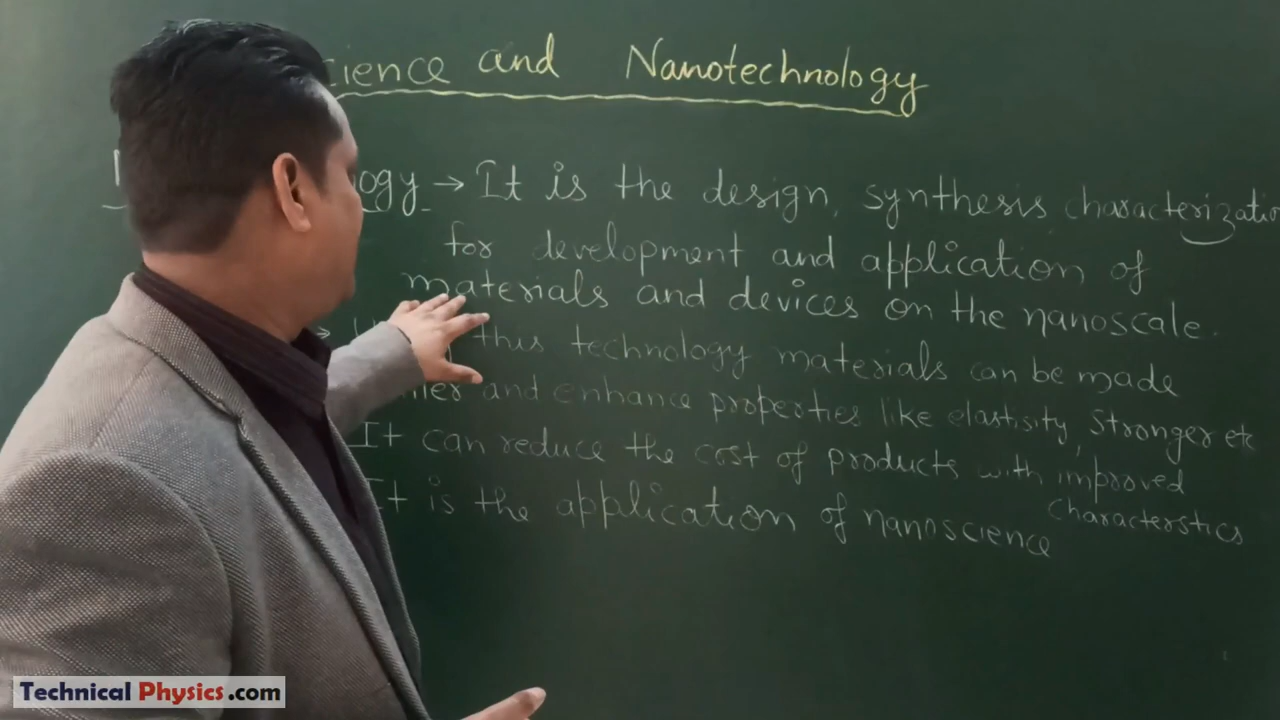 cience and Nanotechnology
ogy → It is the design, synthesis characterizatio
for development and application of
materials and devices on the nanoscale.
→ this technology materials can be made
and enhance properties like elastisity, Stronger etc
It can reduce the cost of products with improved
characterstics
It is the application of nanoscience
Technical Physics.com